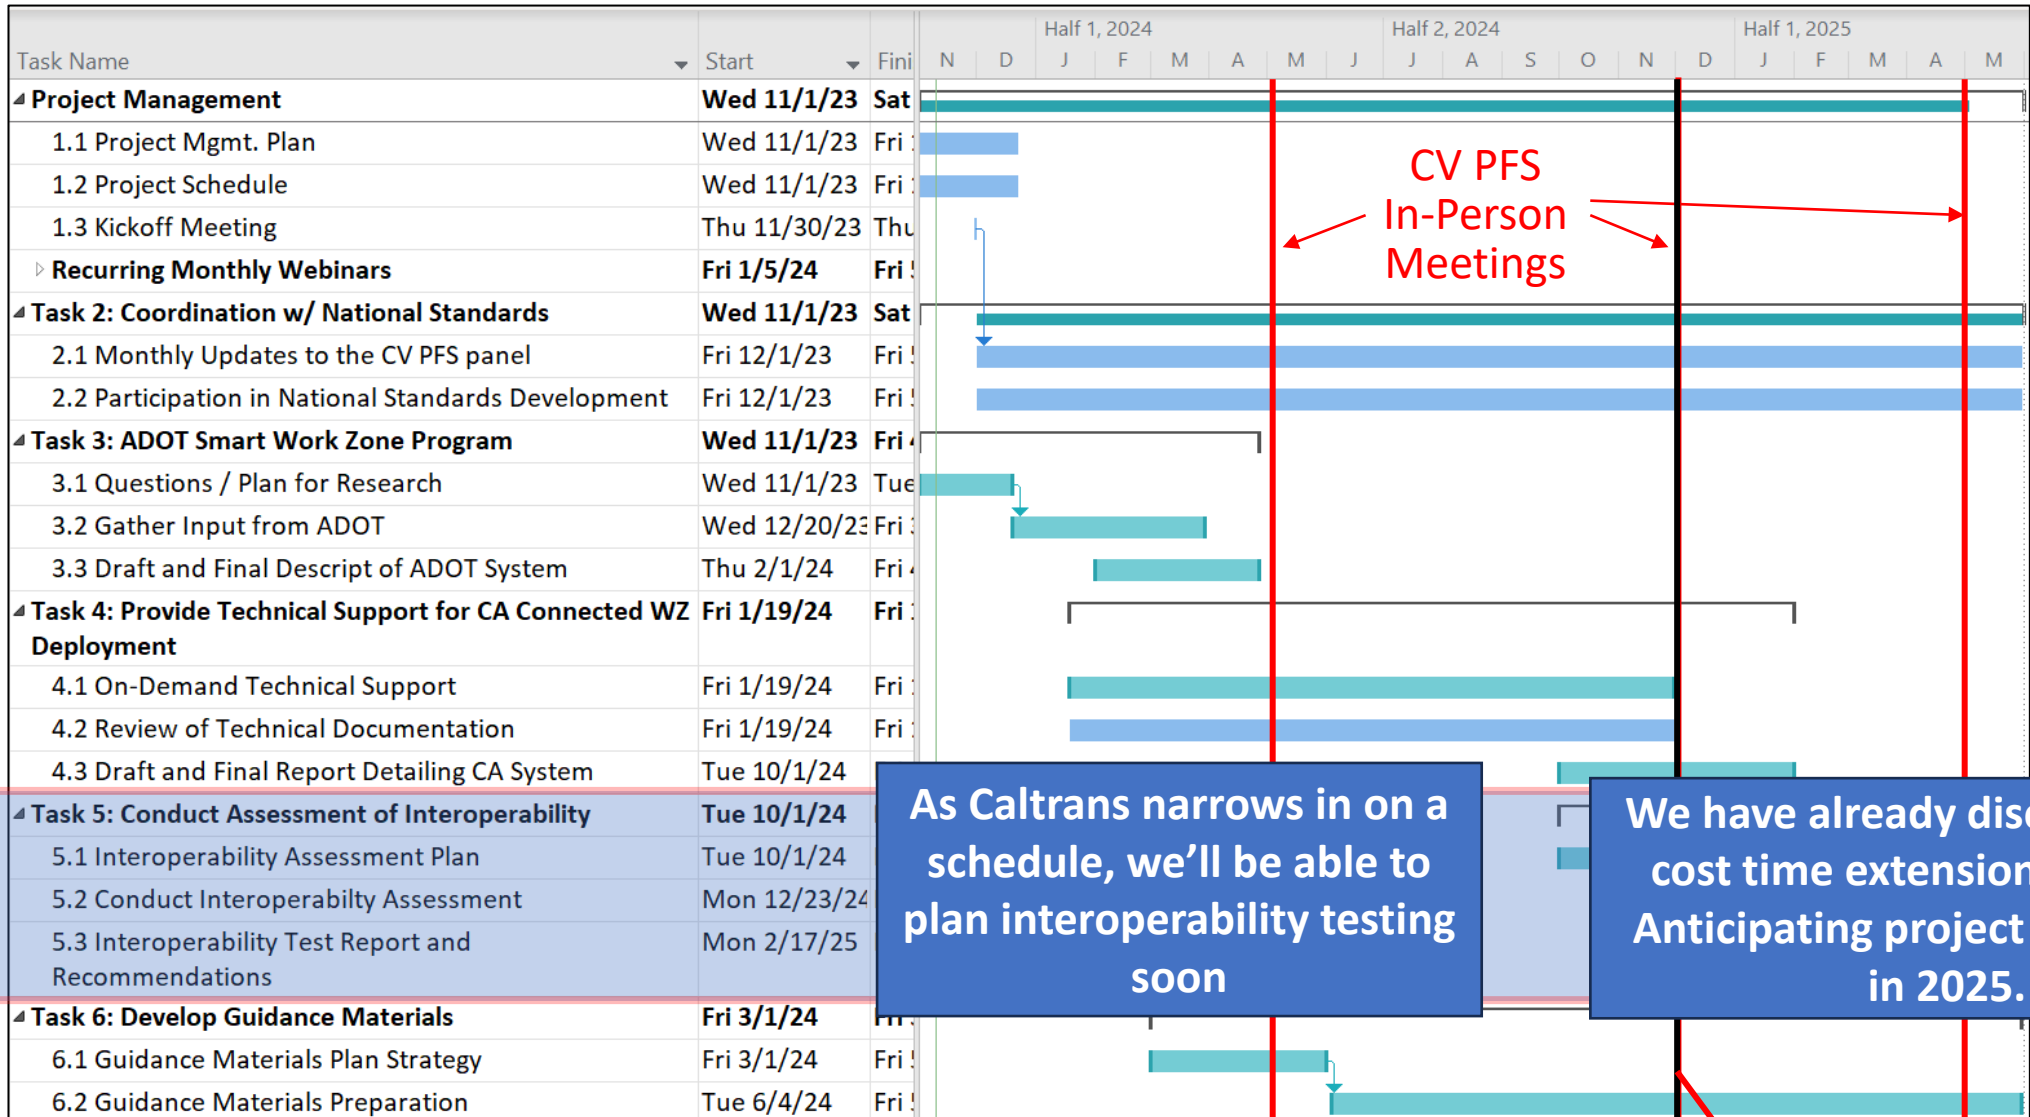 Half 1, 2024 Half 2, 2024 Half 1, 2025
Task Name Start Fini N D J F M A M J J A S O N D J F M A M
Project Management Wed 11/1/23 Sat
1.1 Project Mgmt. Plan Wed 11/1/23 Fri
1.2 Project Schedule Wed 11/1/23 Fri
1.3 Kickoff Meeting Thu 11/30/23 Thu
Recurring Monthly Webinars Fri 1/5/24 Fri
Task 2: Coordination w/ National Standards Wed 11/1/23 Sat
2.1 Monthly Updates to the CV PFS panel Fri 12/1/23 Fri
2.2 Participation in National Standards Development Fri 12/1/23 Fri
Task 3: ADOT Smart Work Zone Program Wed 11/1/23 Fri
3.1 Questions / Plan for Research Wed 11/1/23 Tue
3.2 Gather Input from ADOT Wed 12/20/23 Fri
3.3 Draft and Final Descript of ADOT System Thu 2/1/24 Fri
Task 4: Provide Technical Support for CA Connected WZ Fri 1/19/24 Fri
Deployment
4.1 On-Demand Technical Support Fri 1/19/24 Fri
4.2 Review of Technical Documentation Fri 1/19/24 Fri
4.3 Draft and Final Report Detailing CA System Tue 10/1/24
Task 5: Conduct Assessment of Interoperability Tue 10/1/24
5.1 Interoperability Assessment Plan Tue 10/1/24
5.2 Conduct Interoperabilty Assessment Mon 12/23/24
5.3 Interoperability Test Report and Mon 2/17/25
Recommendations
Task 6: Develop Guidance Materials Fri 3/1/24
6.1 Guidance Materials Plan Strategy Fri 3/1/24 Fri
6.2 Guidance Materials Preparation Tue 6/4/24 Fri
CV PFS
In-Person
Meetings
As Caltrans narrows in on a
schedule, we'll be able to
plan interoperability testing
soon
We have already
cost time extension
Anticipating project
in 2025.